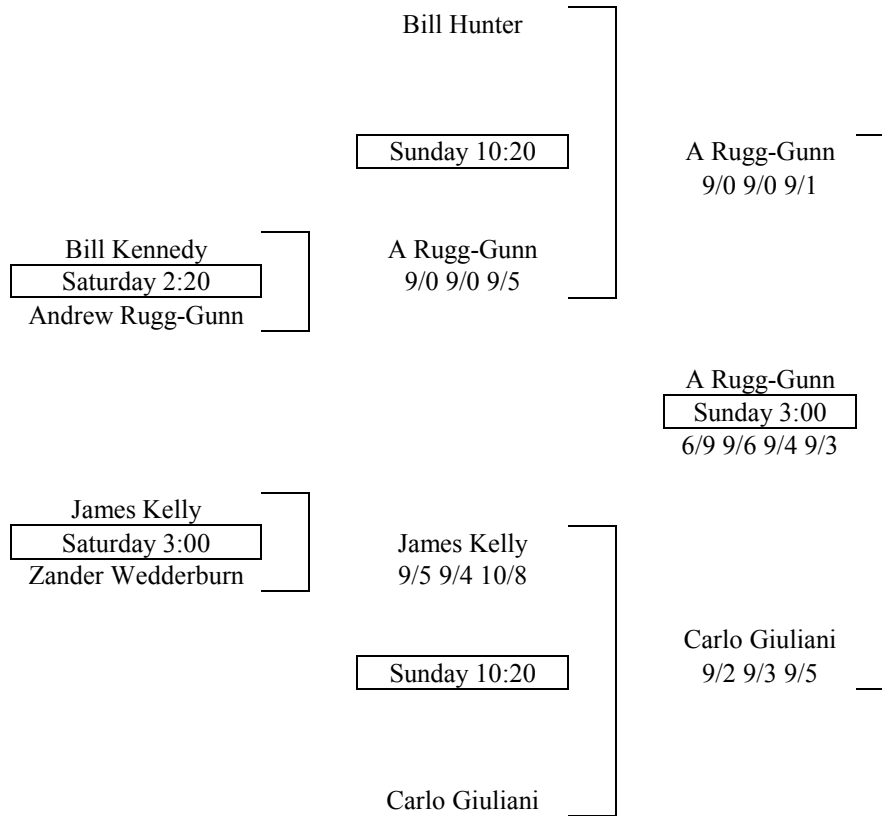 Bill Hunter
Sunday 10:20
A Rugg-Gunn
9/0 9/0 9/1
Bill Kennedy
Saturday 2:20
Andrew Rugg-Gunn
A Rugg-Gunn
9/0 9/0 9/5
A Rugg-Gunn
Sunday 3:00
6/9 9/6 9/4 9/3
James Kelly
Saturday 3:00
Zander Wedderburn
James Kelly
9/5 9/4 10/8
Sunday 10:20
Carlo Giuliani
9/2 9/3 9/5
Carlo Giuliani